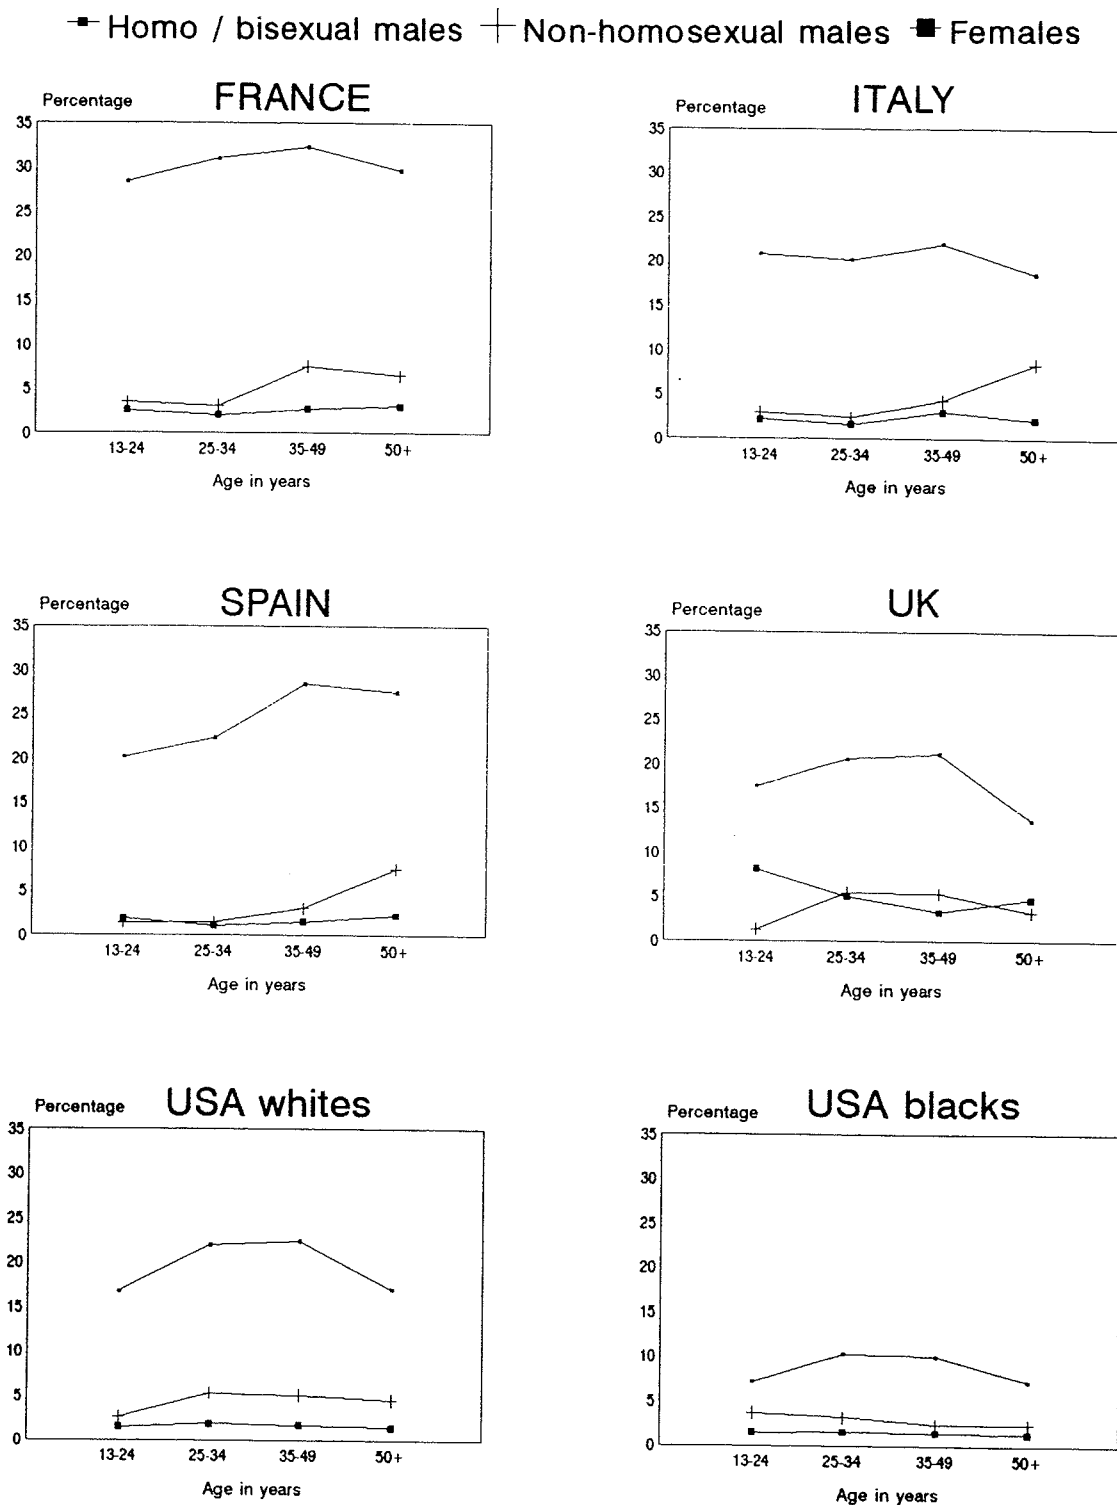 Homo / bisexual males Non-homosexual males Females
Percentage FRANCE
35
30
25
20
15
10
5
0
13-24 25-34 35-49 50+
Age in years
Percentage ITALY
35
30
25
20
15
10
5
0
13-24 25-34 35-49 50+
Age in years
Percentage SPAIN
35
30
25
20
15
10
5
0
13-24 25-34 35-49 50+
Age in years
Percentage UK
35
30
25
20
15
10
5
0
13-24 25-34 35-49 50+
Age in years
Percentage USA whites
35
30
25
20
15
10
5
0
13-24 25-34 35-49 50+
Age in years
Percentage USA blacks
35
30
25
20
15
10
5
0
13-24 25-34 35-49 50+
Age in years